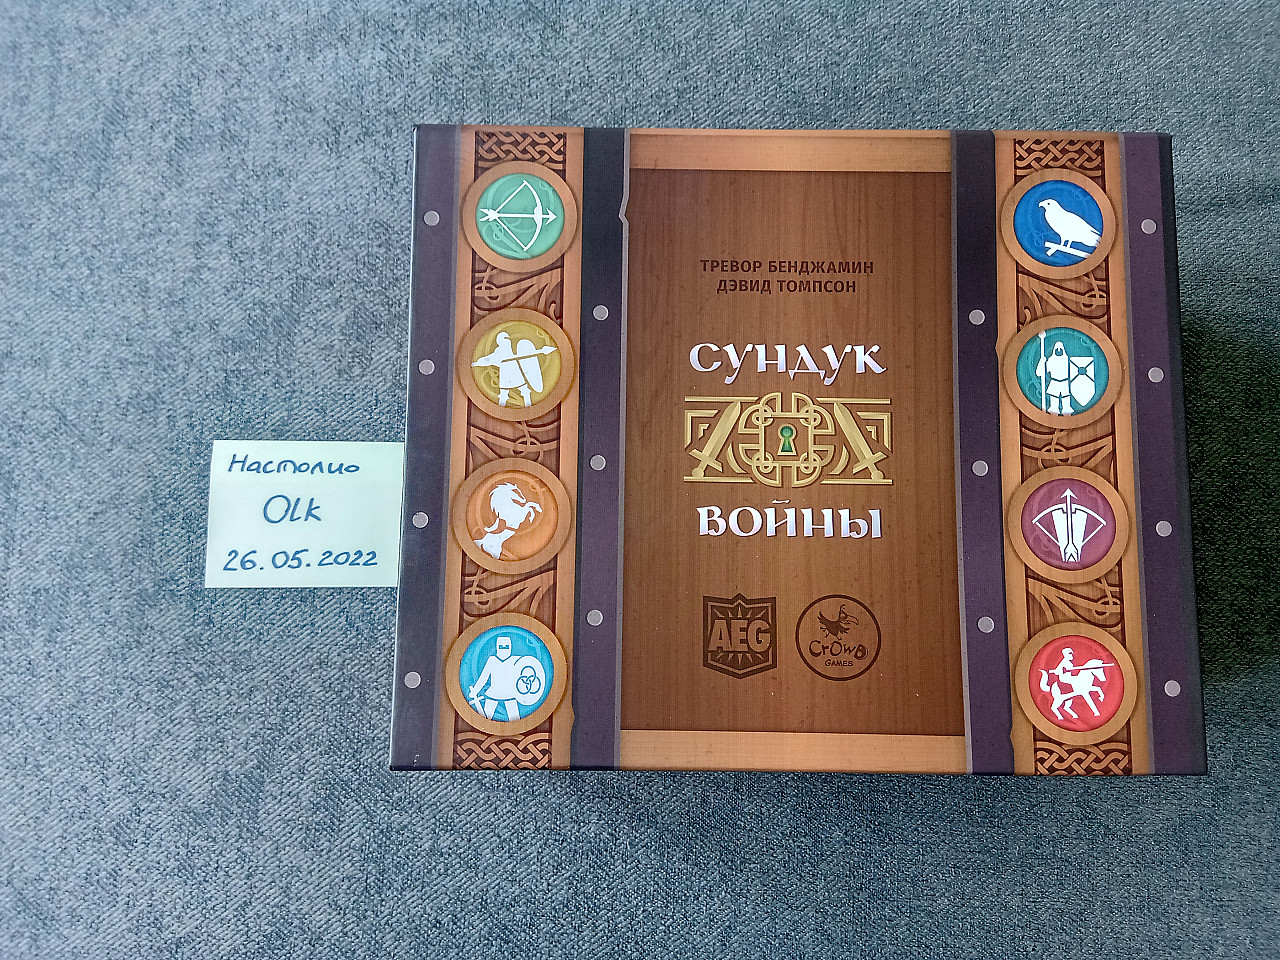 Настолио
Olk
26.05.2022
ТРЕВОР БЕНДЖАМИН
ДЭВИД ТОМПСОН
СУНДУК
ВОЙНЫ
AEG
CrowD
GAMES